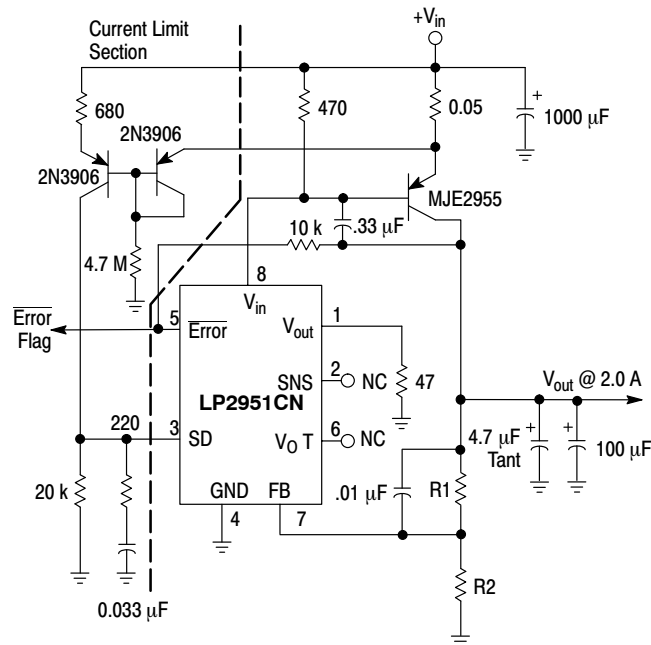 Current Limit
Section
+Vin
680
470
0.05
1000 µF
+
2N3906
2N3906
MJE2955
10 k
.33 µF
4.7 M
8
Vin
Error
Flag
5
Error
Vout
1
SNS
2
NC
47
LP2951CN
Vout @ 2.0 A
220
3
SD
VO T
6
NC
4.7 µF
Tant
+
+
100 µF
20 k
GND
FB
.01 µF
R1
4
7
R2
0.033 µF